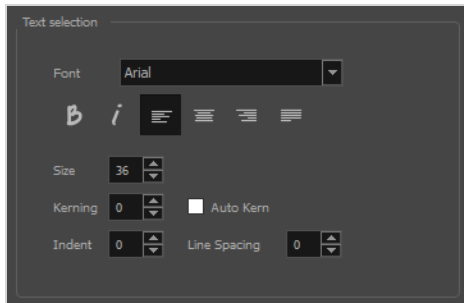 Text selection
Font Arial
B i
Size 36
Kerning 0 Auto Kern
Indent 0 Line Spacing 0